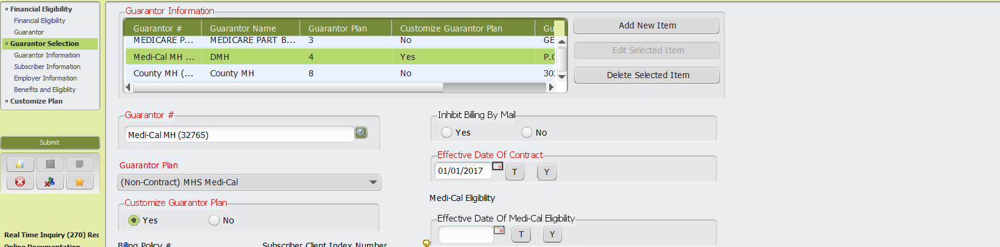 Financial Eligibility
Financial Eligibility
Guarantor
Guarantor Selection
Guarantor Information
Subscriber Information
Employer Information
Benefits and Eligiblity
Customize Plan
Submit
Real Time Inquiry (270) Rec
Online Documentation
Guarantor Information
Guarantor # Guarantor Name Guarantor Plan Customize Guarantor Plan Gu
MEDICARE P... MEDICARE PART B... 3 No GE
Medi-Cal MH ... DMH 4 Yes P.O
County MH (... County MH 8 No 303
Add New Item
Edit Selected Item
Delete Selected Item
Guarantor #
Medi-Cal MH (32765)
Guarantor Plan
(Non-Contract) MHS Medi-Cal
Customize Guarantor Plan
Yes No
Billing Policy # Subscriber Client Index Number
Inhibit Billing By Mail
Yes No
Effective Date Of Contract
01/01/2017 T Y
Medi-Cal Eligibility
Effective Date Of Medi-Cal Eligibility
T Y